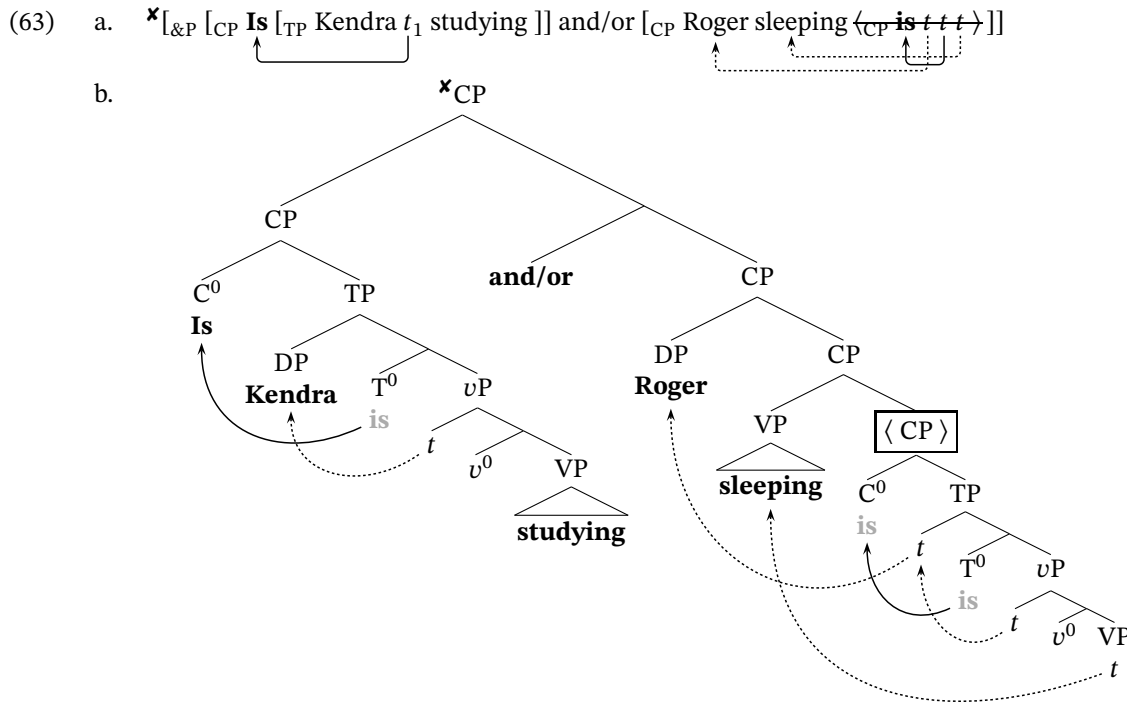 (63) a. ✘[&P [CP Is [TP Kendra t1 studying ]] and/or [CP Roger sleeping ⟨CP is t t t ⟩ ]]
b.
✘CP
CP
and/or
CP
C0 TP
Is
DP
Kendra
T0 vP
is
t
v0 VP
studying
DP CP
Roger
VP ⟨ CP ⟩
sleeping
C0 TP
is
t
T0 vP
is
t v0 VP
t